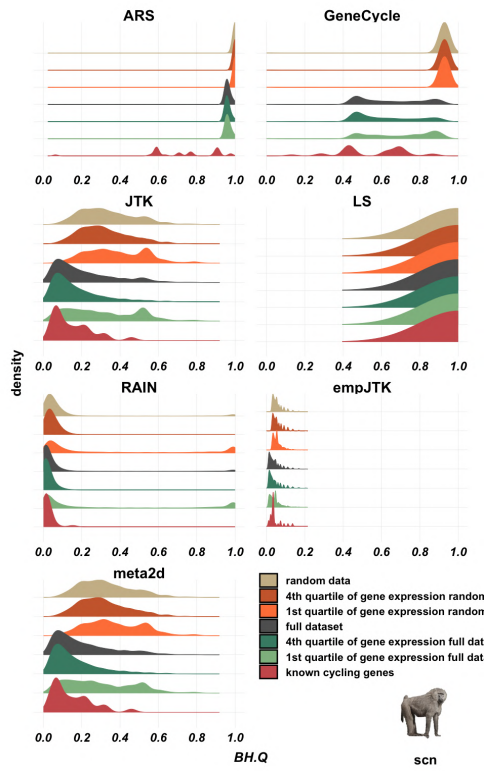 ARS
GeneCycle
0.0 0.2 0.4 0.6 0.8 1.0
0.0 0.2 0.4 0.6 0.8 1.0
JTK
LS
0.0 0.2 0.4 0.6 0.8 1.0
0.0 0.2 0.4 0.6 0.8 1.0
density
RAIN
empJTK
0.0 0.2 0.4 0.6 0.8 1.0
0.0 0.2 0.4 0.6 0.8 1.0
meta2d
0.0 0.2 0.4 0.6 0.8 1.0
BH.Q
random data
4th quartile of gene expression random
1st quartile of gene expression random
full dataset
4th quartile of gene expression full dat
1st quartile of gene expression full dat
known cycling genes
scn